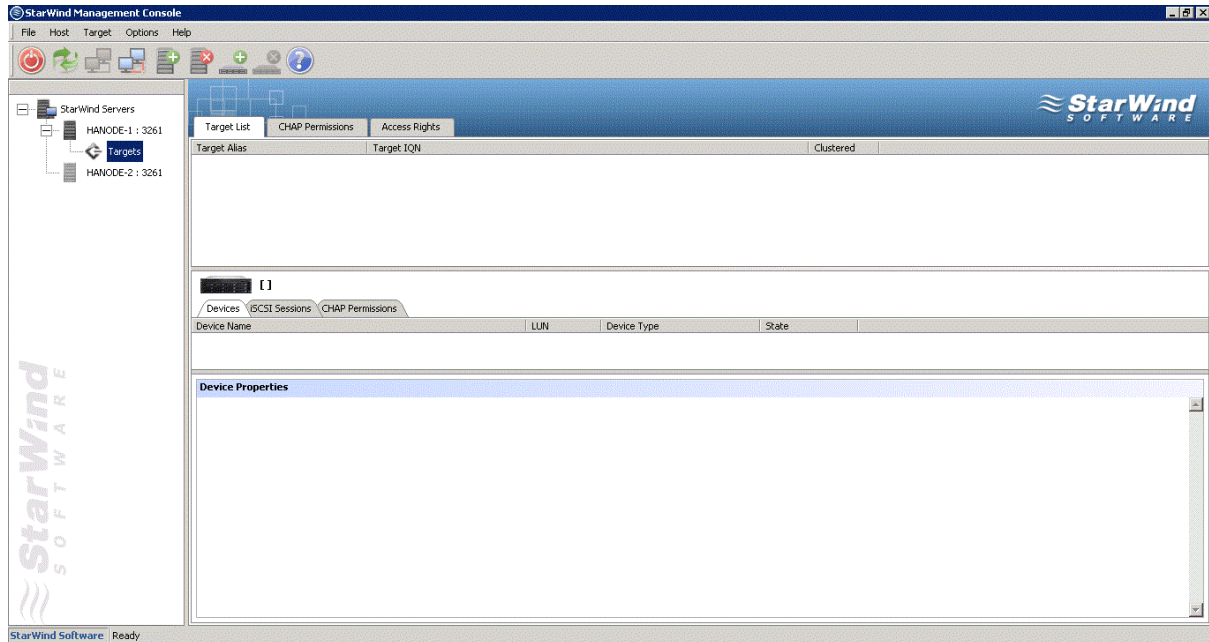 StarWind Management Console
File Host Target Options Help
StarWind Servers
HANODE-1 : 3261
Targets
HANODE-2 : 3261
StarWind
SOFTWARE
Target List CHAP Permissions Access Rights
Target Alias Target IQN Clustered
[]
Devices iSCSI Sessions CHAP Permissions
Device Name LUN Device Type State
Device Properties
StarWind
SOFTWARE
StarWind Software Ready